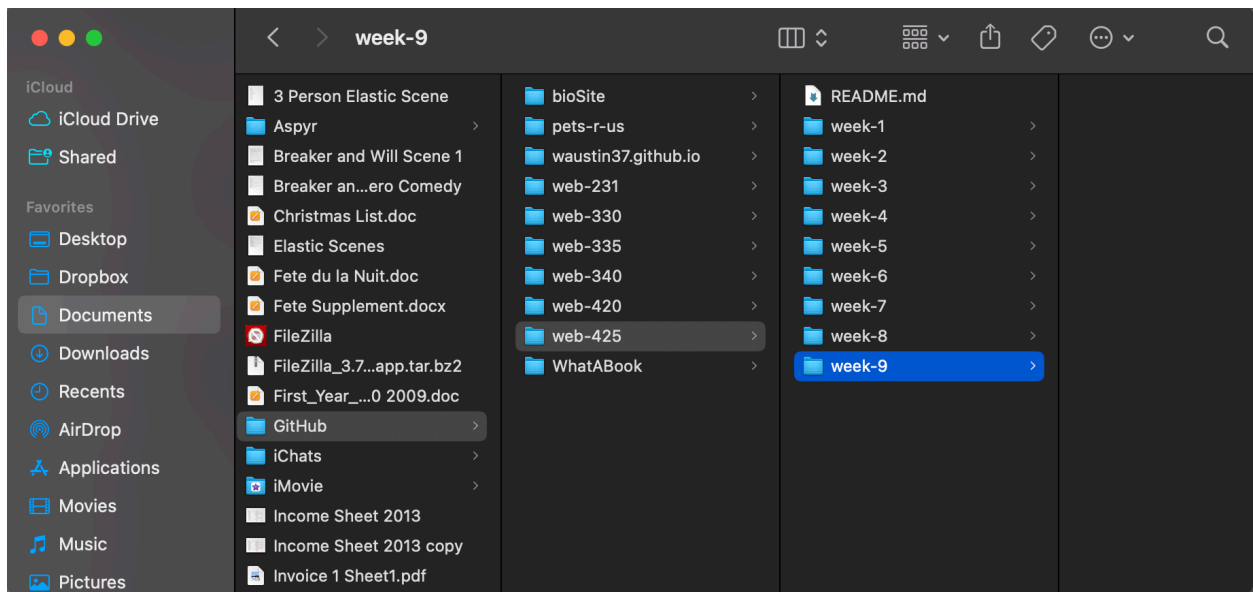 week-9
iCloud
iCloud Drive
Shared
Favorites
Desktop
Dropbox
Documents
Downloads
Recents
AirDrop
Applications
Movies
Music
Pictures
3 Person Elastic Scene
Aspyr
Breaker and Will Scene 1
Breaker an...ero Comedy
Christmas List.doc
Elastic Scenes
Fete du la Nuit.doc
Fete Supplement.docx
FileZilla
FileZilla_3.7...app.tar.bz2
First_Year_...0 2009.doc
GitHub
iChats
iMovie
Income Sheet 2013
Income Sheet 2013 copy
Invoice 1 Sheet1.pdf
bioSite
pets-r-us
waustin37.github.io
web-231
web-330
web-335
web-340
web-420
web-425
WhatABook
README.md
week-1
week-2
week-3
week-4
week-5
week-6
week-7
week-8
week-9